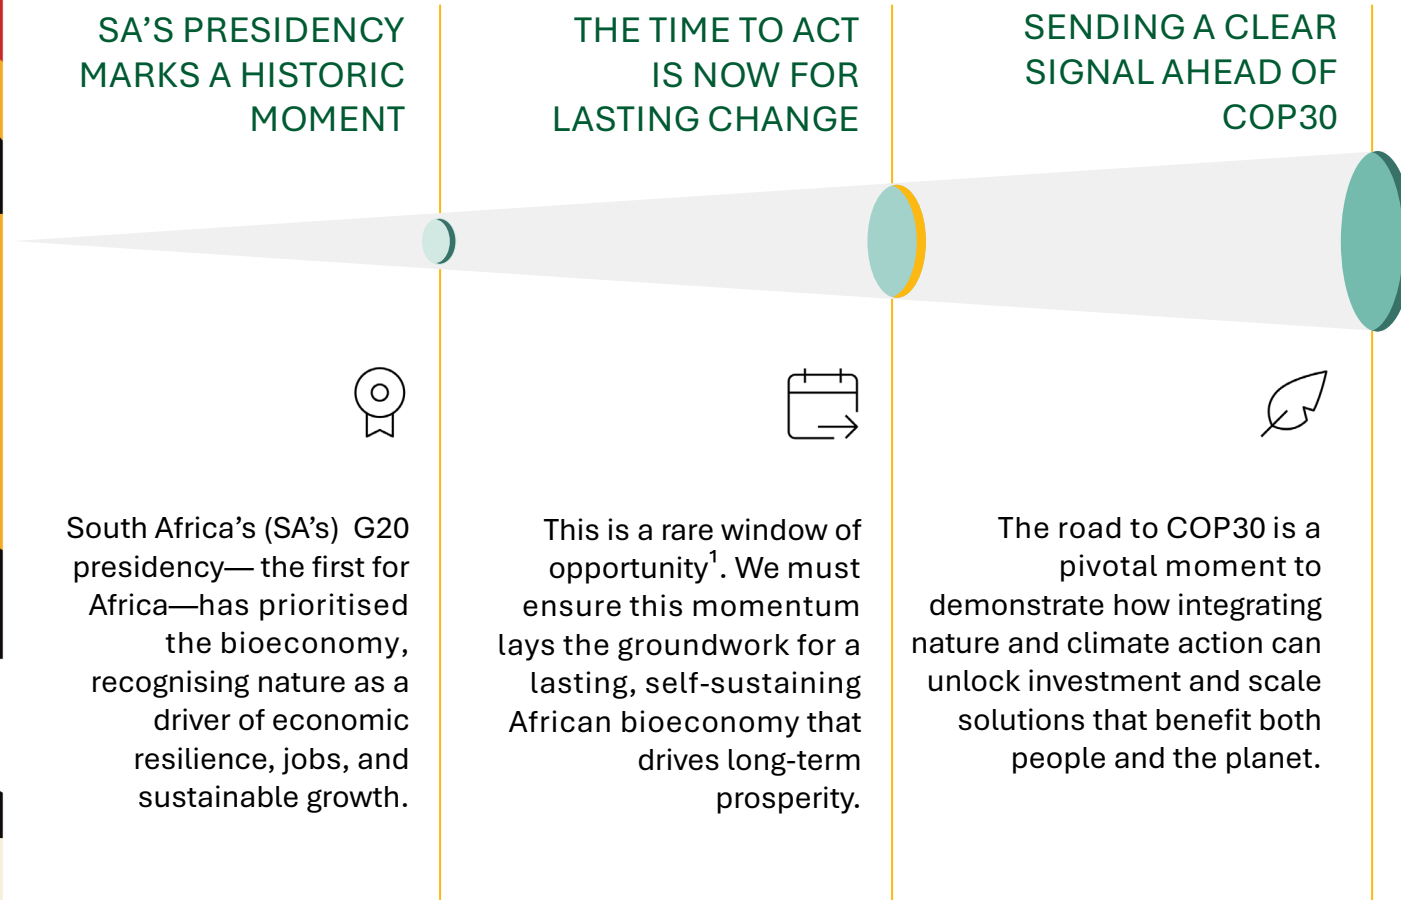 SA’S PRESIDENCY
MARKS A HISTORIC
MOMENT
South Africa’s (SA’s)  G20
presidency— the first for
Africa—has prioritised
the bioeconomy,
recognising nature as a
driver of economic
resilience, jobs, and
sustainable growth.
THE TIME TO ACT
IS NOW FOR
LASTING CHANGE
This is a rare window of
opportunity¹. We must
ensure this momentum
lays the groundwork for a
lasting, self-sustaining
African bioeconomy that
drives long-term
prosperity.
SENDING A CLEAR
SIGNAL AHEAD OF
COP30
The road to COP30 is a
pivotal moment to
demonstrate how integrating
nature and climate action can
unlock investment and scale
solutions that benefit both
people and the planet.